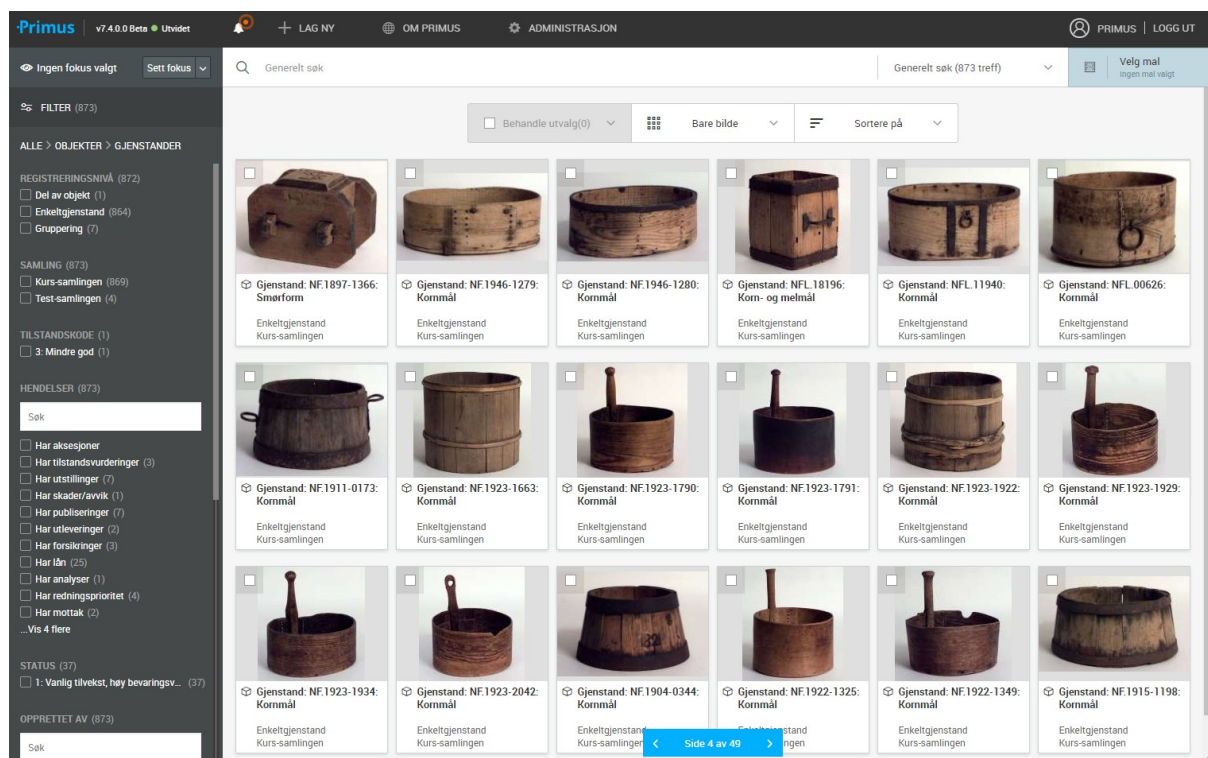 Primus
v7.4.0.0 Beta Utvidet
LAG NY
OM PRIMUS
ADMINISTRASJON
PRIMUS | LOGG UT
Ingen fokus valgt
Sett fokus
Generelt søk
Generelt søk (873 treff)
Velg mal
Ingen mal valgt
FILTER (873)
ALLE > OBJEKTER > GJENSTANDER
REGISTRERINGSNIVÅ (872)
Del av objekt (1)
Enkeltgjenstand (864)
Gruppering (7)
SAMLING (873)
Kurs-samlingen (869)
Test-samlingen (4)
TILSTANDSKODE (1)
3: Mindre god (1)
HENDELSER (873)
Søk
Har aksesjoner
Har tilstandsvurderinger (3)
Har utstillinger (7)
Har skader/avvik (1)
Har publiseringer (7)
Har utleveringer (2)
Har forsikringer (3)
Har lån (25)
Har analyser (1)
Har redningsprioritet (4)
Har mottak (2)
...Vis 4 flere
STATUS (37)
1: Vanlig tilvekst, høy bevaringsv... (37)
OPPRETTET AV (873)
Søk
Behandle utvalg(0)
Bare bilde
Sortere på
Gjenstand: NF.1897-1366:
Smørform
Enkeltgjenstand
Kurs-samlingen
Gjenstand: NF.1946-1279:
Kornmål
Enkeltgjenstand
Kurs-samlingen
Gjenstand: NF.1946-1280:
Kornmål
Enkeltgjenstand
Kurs-samlingen
Gjenstand: NFL.18196:
Korn- og melmål
Enkeltgjenstand
Kurs-samlingen
Gjenstand: NFL.11940:
Kornmål
Enkeltgjenstand
Kurs-samlingen
Gjenstand: NFL.00626:
Kornmål
Enkeltgjenstand
Kurs-samlingen
Gjenstand: NF.1911-0173:
Kornmål
Enkeltgjenstand
Kurs-samlingen
Gjenstand: NF.1923-1663:
Kornmål
Enkeltgjenstand
Kurs-samlingen
Gjenstand: NF.1923-1790:
Kornmål
Enkeltgjenstand
Kurs-samlingen
Gjenstand: NF.1923-1791:
Kornmål
Enkeltgjenstand
Kurs-samlingen
Gjenstand: NF.1923-1922:
Kornmål
Enkeltgjenstand
Kurs-samlingen
Gjenstand: NF.1923-1929:
Kornmål
Enkeltgjenstand
Kurs-samlingen
Gjenstand: NF.1923-1934:
Kornmål
Enkeltgjenstand
Kurs-samlingen
Gjenstand: NF.1923-2042:
Kornmål
Enkeltgjenstand
Kurs-samlingen
Gjenstand: NF.1904-0344:
Kornmål
Enkeltgjenstand
Kurs-samlingen
Gjenstand: NF.1922-1325:
Kornmål
ngen
Gjenstand: NF.1922-1349:
Kornmål
Enkeltgjenstand
Kurs-samlingen
Gjenstand: NF.1915-1198:
Kornmål
Enkeltgjenstand
Kurs-samlingen
Side 4 av 49